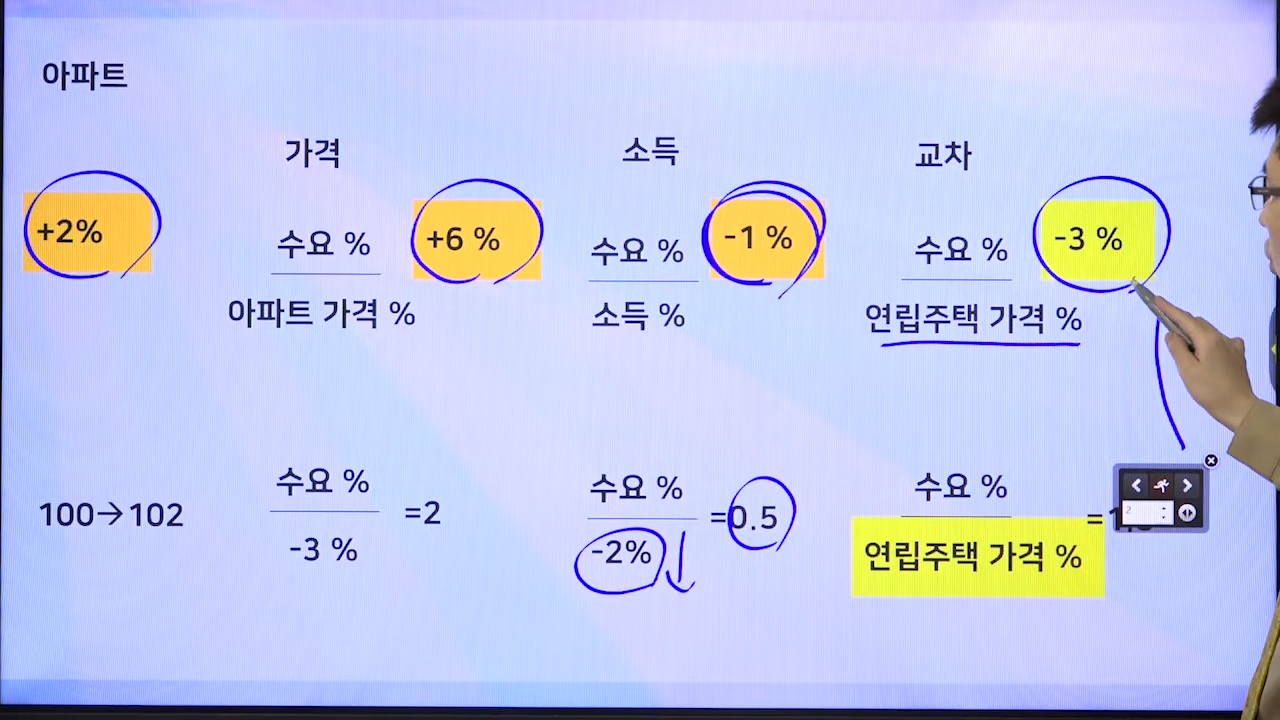 아파트
가격
소득
교차
+2%
수요 %
+6 %
수요 %
-1 %
수요 %
-3 %
아파트 가격 %
소득 %
연립주택 가격 %
100→102
수요 %
-3 %
=2
수요 %
-2%
=0.5
수요 %
연립주택 가격 %
=
2